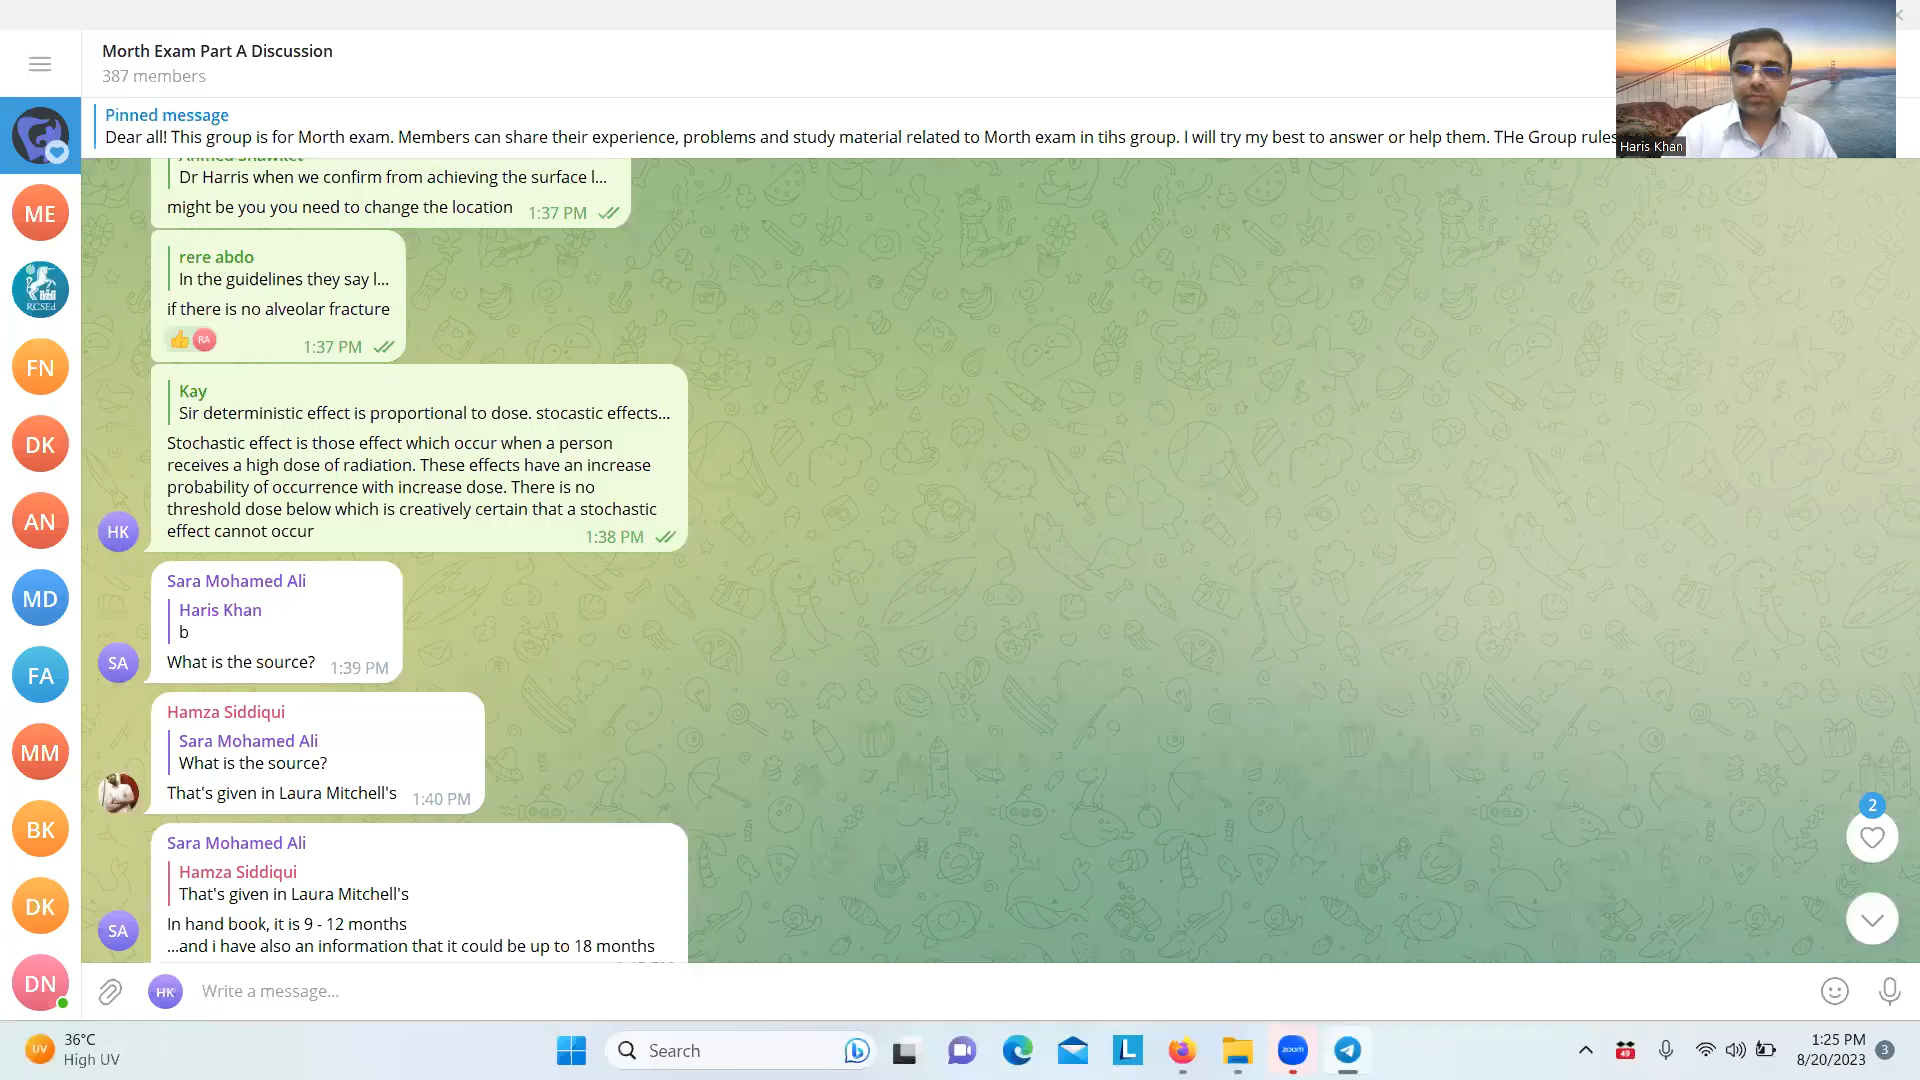 Morth Exam Part A Discussion
387 members
Pinned message
Dear all! This group is for Morth exam. Members can share their experience, problems and study material related to Morth exam in tihs group. I will try my best to answer or help them. THe Group rules
Haris Khan
ME
RCSEd
FN
DK
AN
MD
FA
MM
BK
DK
DN
Ahmed Shawket
Dr Harris when we confirm from achieving the surface l...
might be you you need to change the location
1:37 PM
rere abdo
In the guidelines they say l...
if there is no alveolar fracture
RA
1:37 PM
Kay
Sir deterministic effect is proportional to dose. stocastic effects...
Stochastic effect is those effect which occur when a person
receives a high dose of radiation. These effects have an increase
probability of occurrence with increase dose. There is no
threshold dose below which is creatively certain that a stochastic
effect cannot occur
1:38 PM
HK
Sara Mohamed Ali
Haris Khan
b
What is the source?
1:39 PM
SA
Hamza Siddiqui
Sara Mohamed Ali
What is the source?
That's given in Laura Mitchell's
1:40 PM
Sara Mohamed Ali
Hamza Siddiqui
That's given in Laura Mitchell's
In hand book, it is 9 - 12 months
...and i have also an information that it could be up to 18 months
SA
2
HK
Write a message...
UV
36°C
High UV
Search
L
zoom
49
1:25 PM
8/20/2023
3